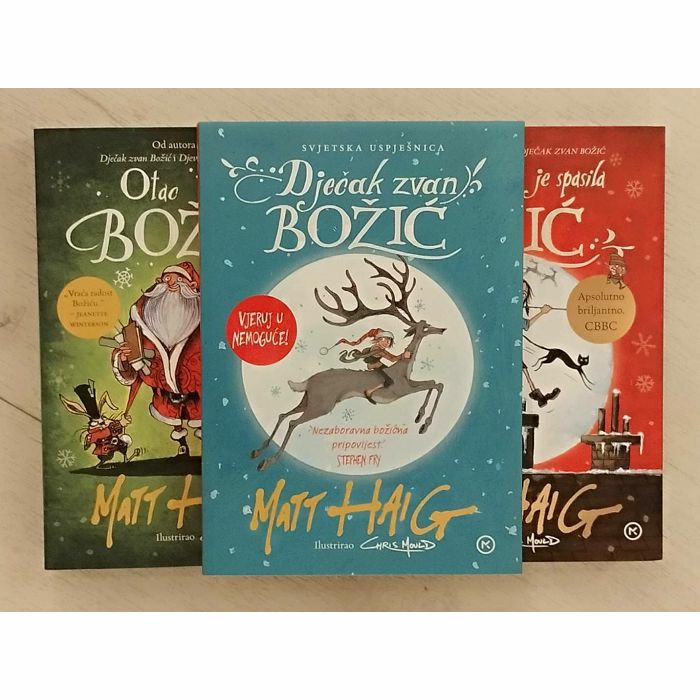 Od autora
Dječak zvan Božić i Djev
Otac
BOŽ
„Vraća radost
Božiću.”
– JEANETTE
WINTERSON
MATT H
Ilustrirao
SVJETSKA USPJEŠNICA
Dječak zvan
BOŽIĆ
VJERUJ U
NEMOGUĆE!
"Nezaboravna božićna
pripovijest."
STEPHEN FRY
MATT HAIG
Ilustrirao CHRIS MOULD
DJEČAK ZVAN BOŽIĆ
je spasila
IĆ
Apsolutno
briljantno.
CBBC
AIG
MOULD